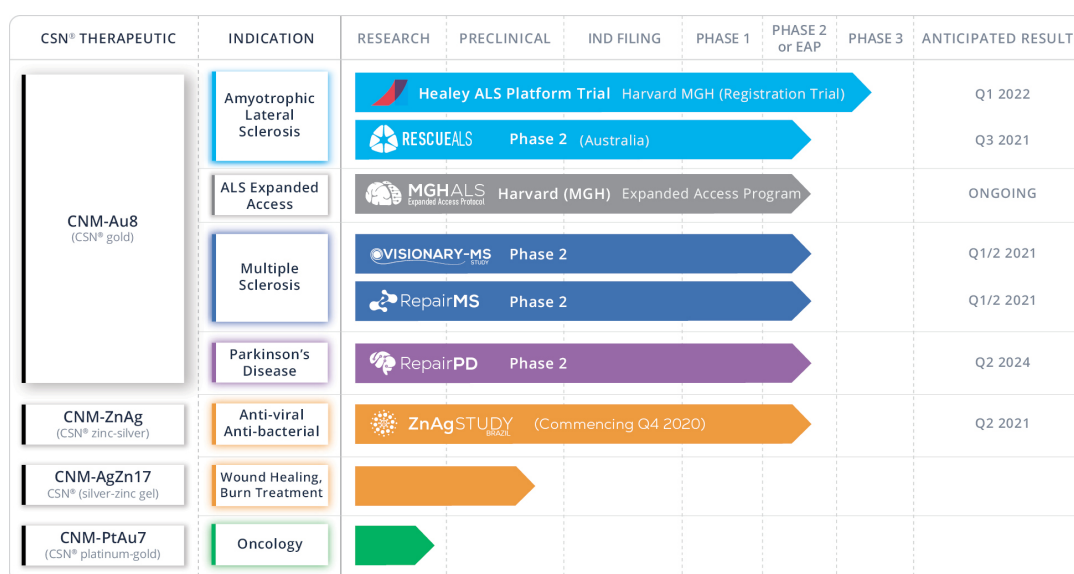 CSN® THERAPEUTIC
INDICATION
RESEARCH
PRECLINICAL
IND FILING
PHASE 1
PHASE 2
or EAP
PHASE 3
ANTICIPATED RESULT
CNM-Au8
(CSN® gold)
Amyotrophic
Lateral
Sclerosis
Healey ALS Platform Trial Harvard MGH (Registration Trial)
Q1 2022
RESCUEALS Phase 2 (Australia)
Q3 2021
ALS Expanded
Access
MGHALS
Expanded Access Protocol
Harvard (MGH) Expanded Access Program
ONGOING
Multiple
Sclerosis
VISIONARY-MS
STUDY
Phase 2
Q1/2 2021
RepairMS Phase 2
Q1/2 2021
Parkinson's
Disease
RepairPD Phase 2
Q2 2024
CNM-ZnAg
(CSN® zinc-silver)
Anti-viral
Anti-bacterial
ZnAgSTUDY
BRAZIL
(Commencing Q4 2020)
Q2 2021
CNM-AgZn17
CSN® (silver-zinc gel)
Wound Healing,
Burn Treatment
CNM-PtAu7
(CSN® platinum-gold)
Oncology